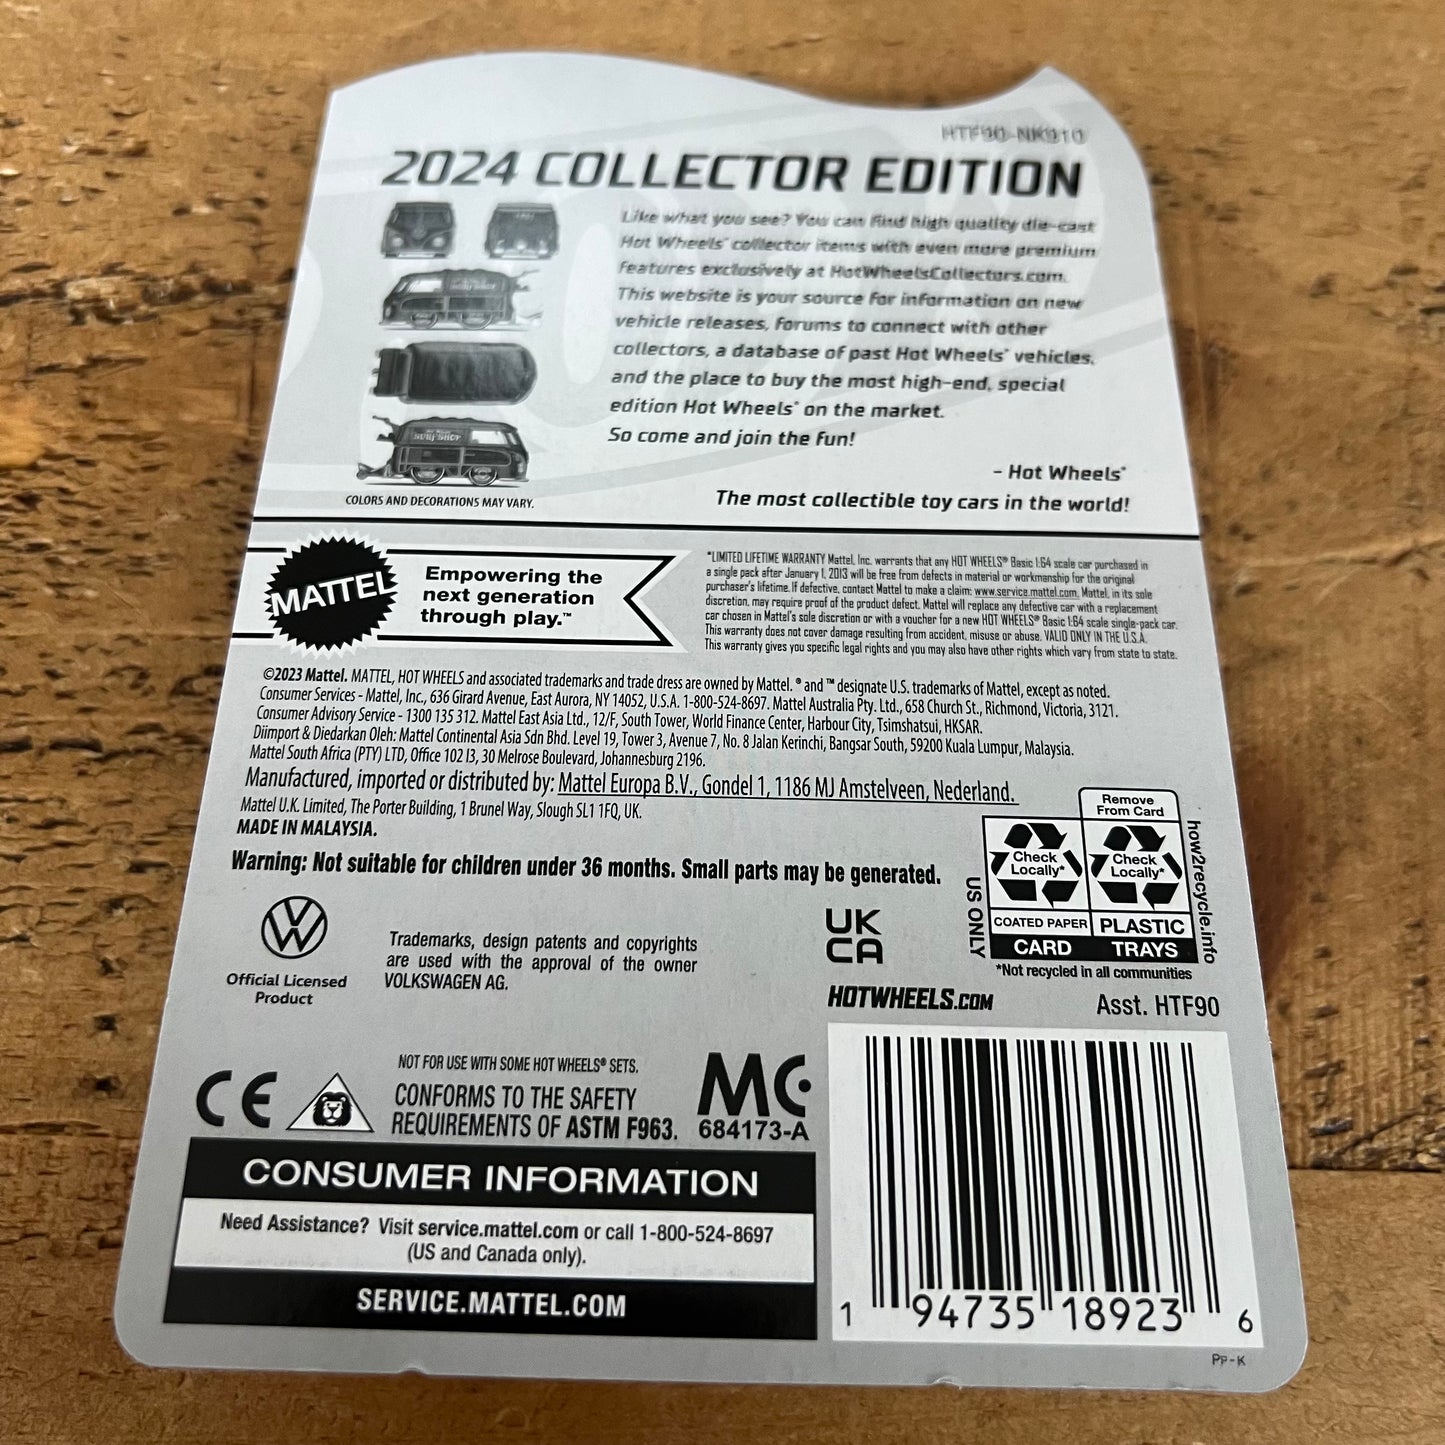 HTF90-NK910
2024 COLLECTOR EDITION
Like what you see? You can find high quality die-cast
Hot Wheels® collector items with even more premium
features exclusively at HotWheelsCollectors.com.
This website is your source for information on new
vehicle releases, forums to connect with other
collectors, a database of past Hot Wheels® vehicles,
and the place to buy the most high-end, special
edition Hot Wheels® on the market.
So come and join the fun!
- Hot Wheels®
The most collectible toy cars in the world!
SURF SHOP
COLORS AND DECORATIONS MAY VARY.
MATTEL
Empowering the
next generation
through play.™
*LIMITED LIFETIME WARRANTY Mattel, Inc. warrants that any HOT WHEELS® Basic 1:64 scale car purchased in
a single pack after January 1, 2013 will be free from defects in material or workmanship for the original
purchaser's lifetime. If defective, contact Mattel to make a claim: www.service.mattel.com. Mattel, in its sole
discretion, may require proof of the product defect. Mattel will replace any defective car with a replacement
car chosen in Mattel's sole discretion or with a voucher for a new HOT WHEELS® Basic 1:64 scale single-pack car.
This warranty does not cover damage resulting from accident, misuse or abuse. VALID ONLY IN THE U.S.A.
This warranty gives you specific legal rights and you may also have other rights which vary from state to state.
©2023 Mattel. MATTEL, HOT WHEELS and associated trademarks and trade dress are owned by Mattel. ® and ™ designate U.S. trademarks of Mattel, except as noted.
Consumer Services - Mattel, Inc., 636 Girard Avenue, East Aurora, NY 14052, U.S.A. 1-800-524-8697. Mattel Australia Pty. Ltd., 658 Church St., Richmond, Victoria, 3121.
Consumer Advisory Service - 1300 135 312. Mattel East Asia Ltd., 12/F, South Tower, World Finance Center, Harbour City, Tsimshatsui, HKSAR.
Diimport & Diedarkan Oleh: Mattel Continental Asia Sdn Bhd. Level 19, Tower 3, Avenue 7, No. 8 Jalan Kerinchi, Bangsar South, 59200 Kuala Lumpur, Malaysia.
Mattel South Africa (PTY) LTD, Office 102 I3, 30 Melrose Boulevard, Johannesburg 2196.
Manufactured, imported or distributed by: Mattel Europa B.V., Gondel 1, 1186 MJ Amstelveen, Nederland.
Mattel U.K. Limited, The Porter Building, 1 Brunel Way, Slough SL1 1FQ, UK.
MADE IN MALAYSIA.
Warning: Not suitable for children under 36 months. Small parts may be generated.
Remove
From Card
Check
Locally*
Check
Locally*
COATED PAPER
PLASTIC
CARD
TRAYS
US ONLY
how2recycle.info
*Not recycled in all communities
Official Licensed
Product
Trademarks, design patents and copyrights
are used with the approval of the owner
VOLKSWAGEN AG.
UK
CA
HOTWHEELS.COM
Asst. HTF90
CE
NOT FOR USE WITH SOME HOT WHEELS® SETS.
CONFORMS TO THE SAFETY
REQUIREMENTS OF ASTM F963.
MC
684173-A
CONSUMER INFORMATION
Need Assistance? Visit service.mattel.com or call 1-800-524-8697
(US and Canada only).
SERVICE.MATTEL.COM
1 94735 18923 6
PP-K